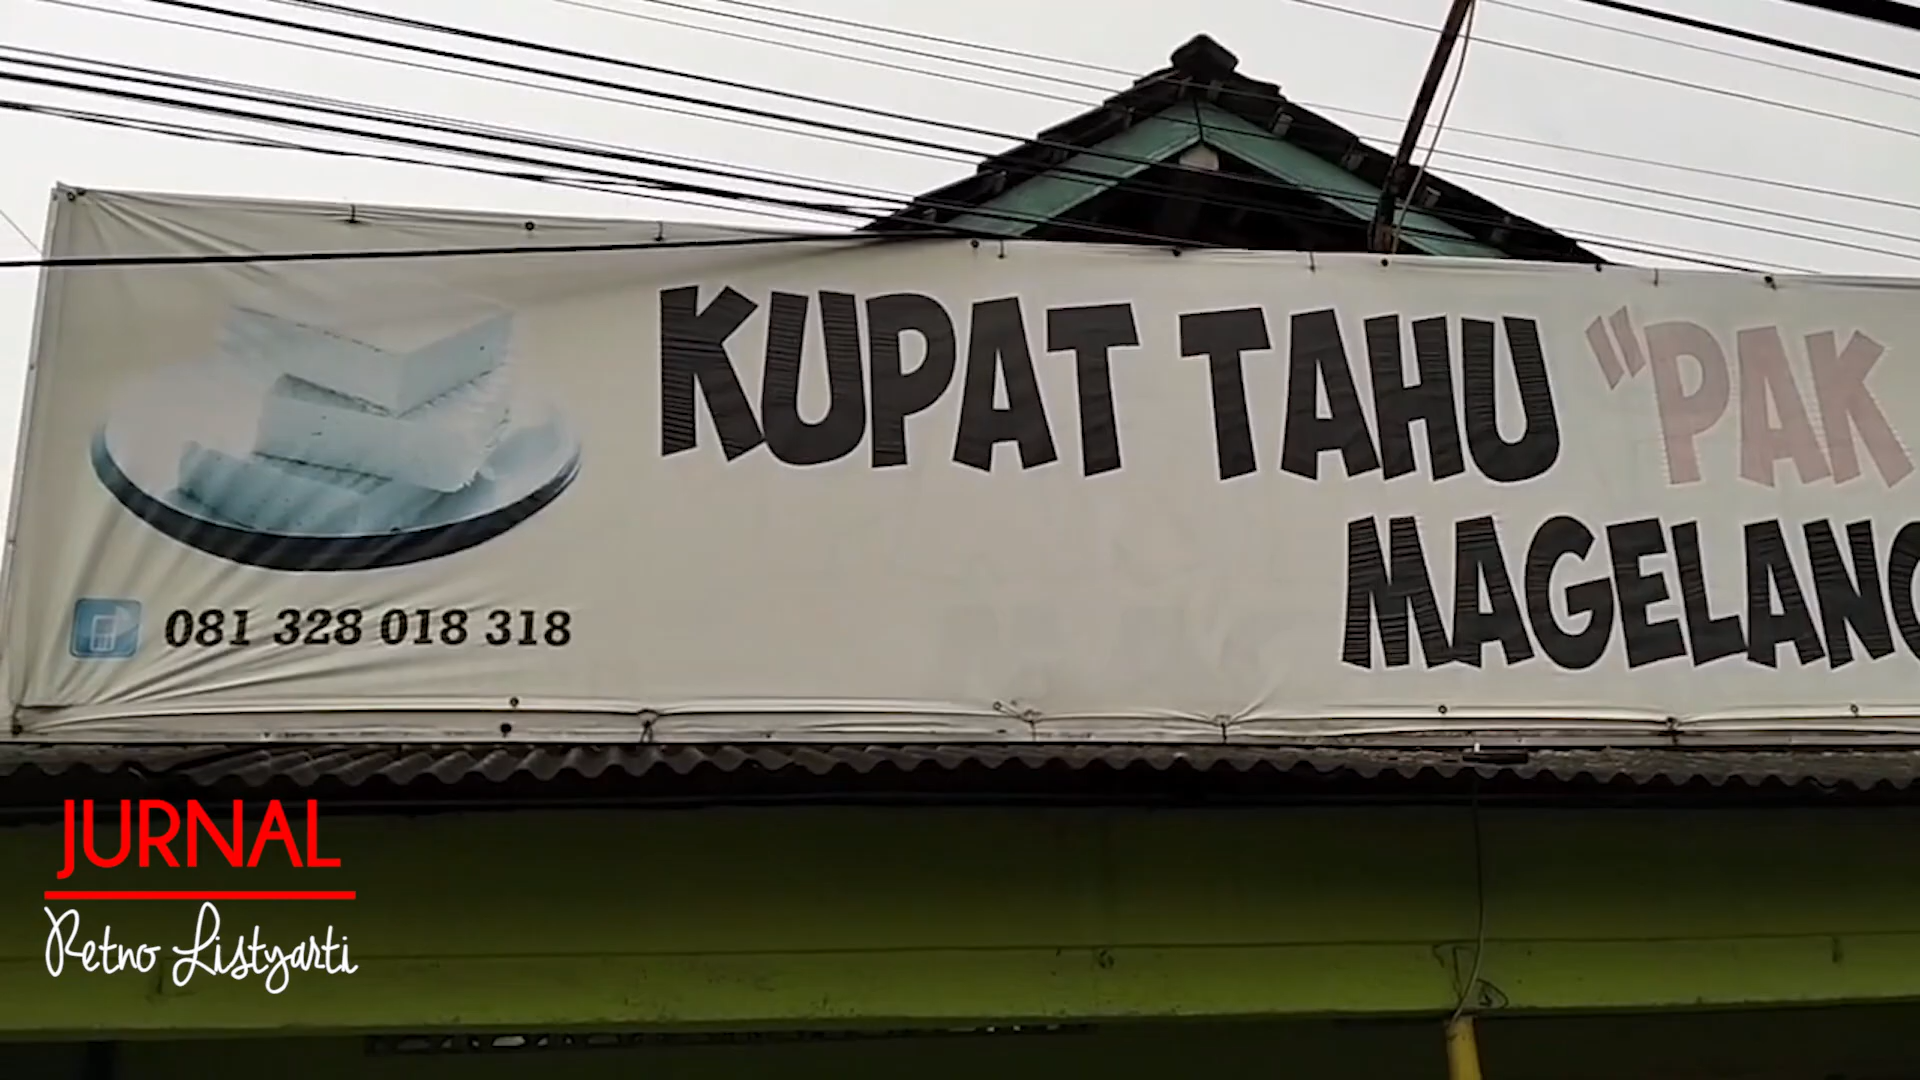 KUPAT TAHU "PAK
MAGELANG
081 328 018 318
JURNAL
Retno Listyarti